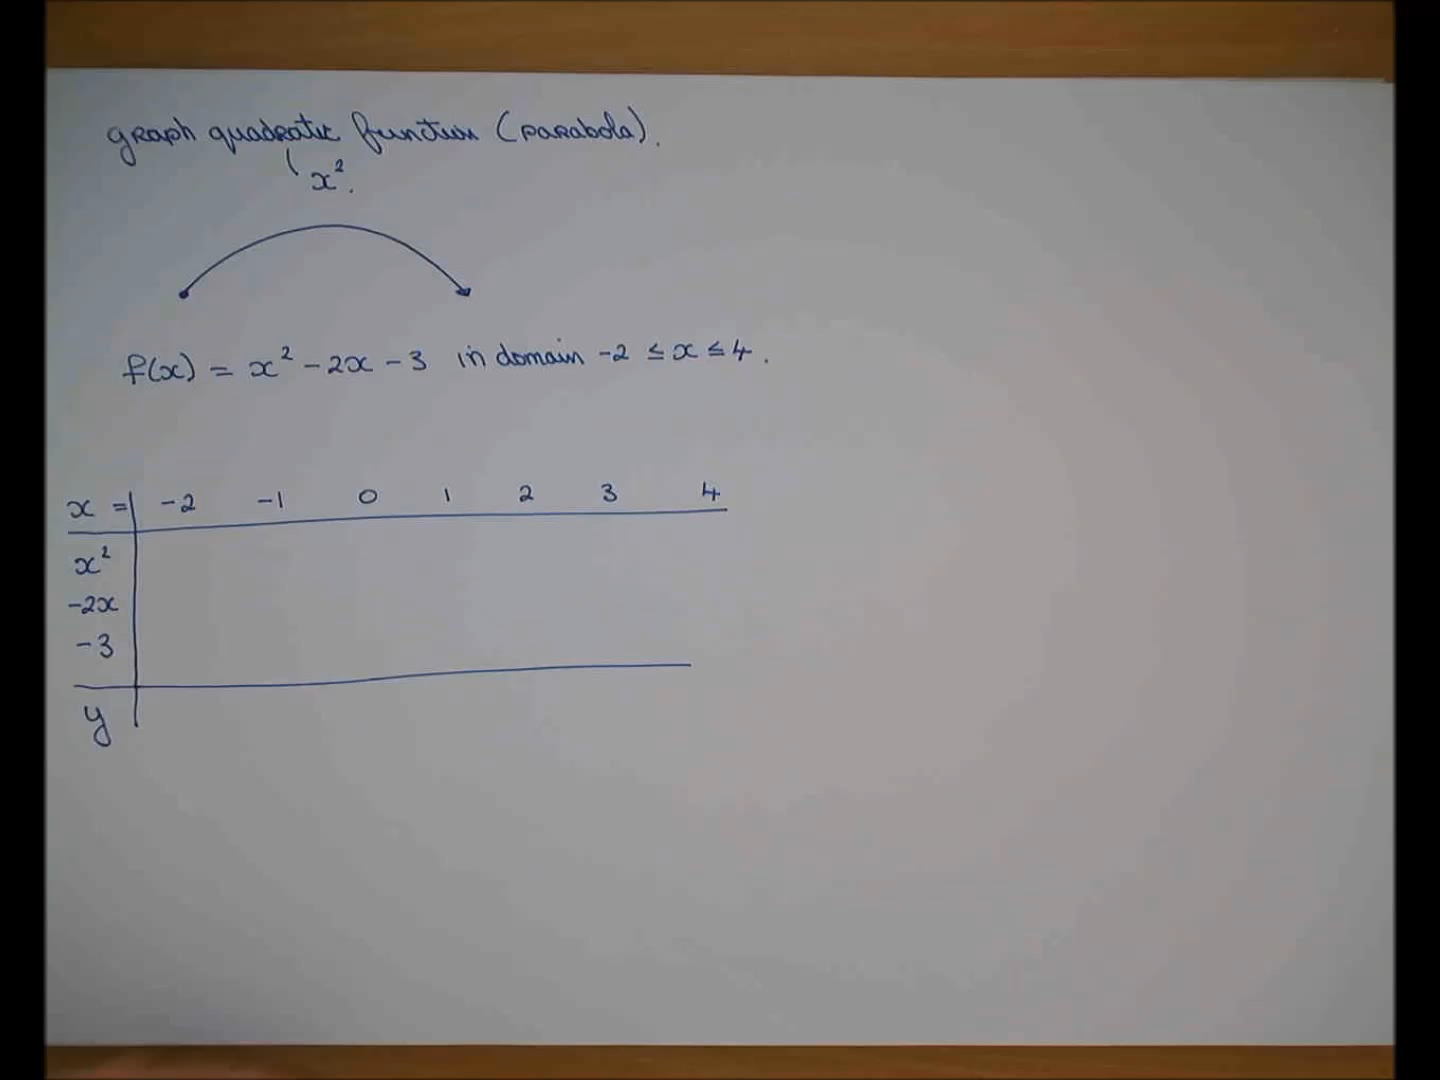 graph quadratic function (parabola).
x².
f(x) = x² - 2x - 3 in domain -2 ≤ x ≤ 4.
x = -2 -1 0 1 2 3 4
x²
-2x
-3
y